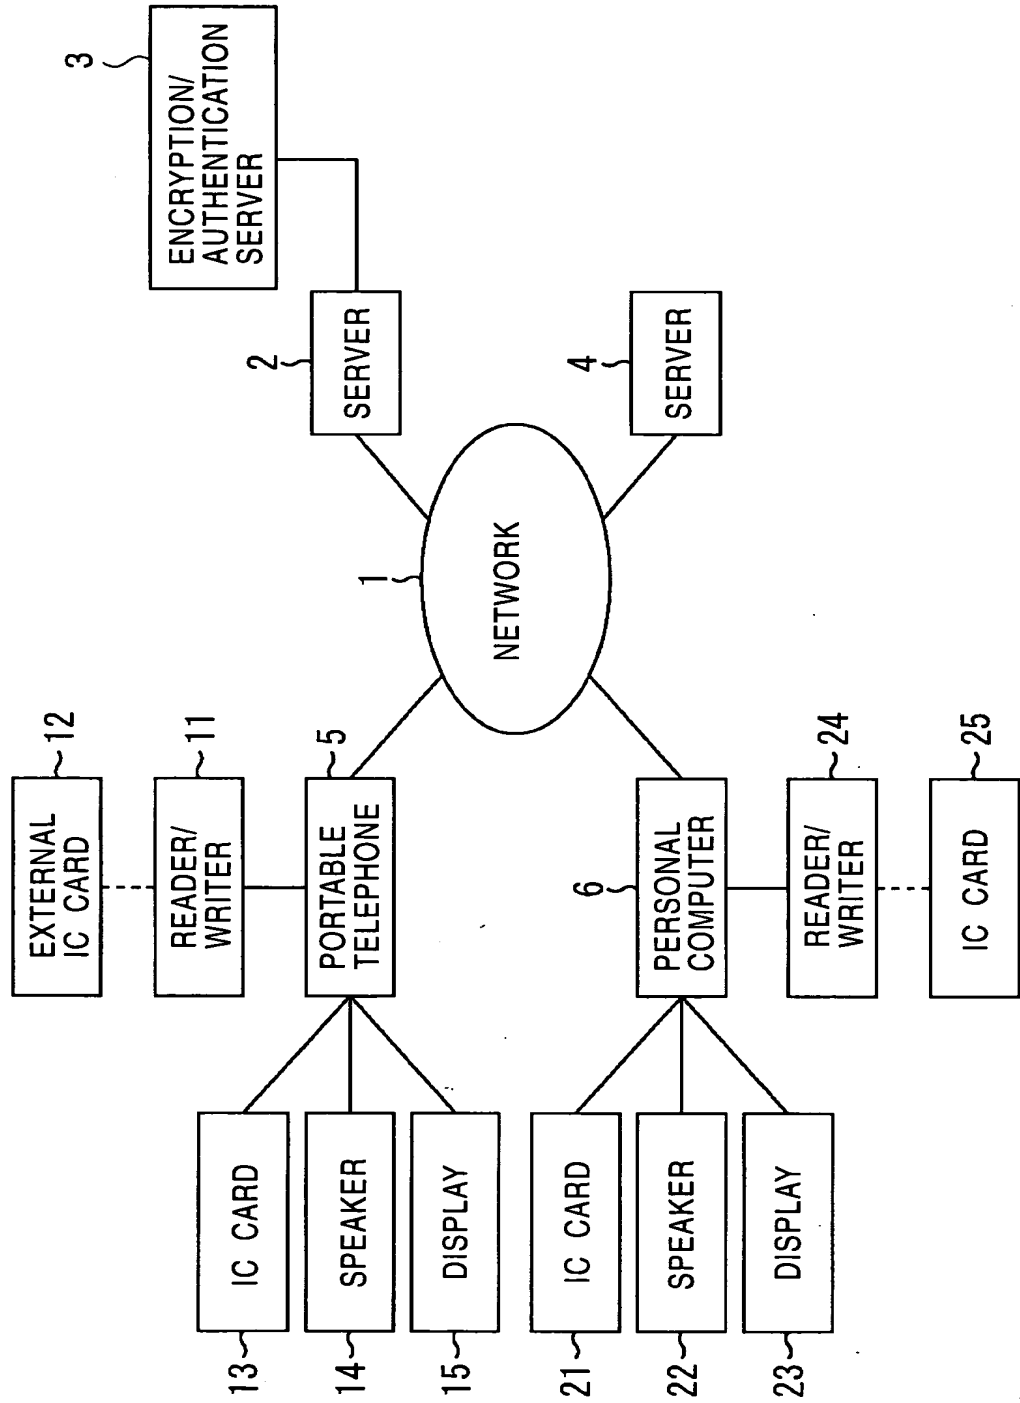 3
ENCRYPTION/
AUTHENTICATION
SERVER
2
SERVER
4
SERVER
1
NETWORK
12
EXTERNAL
IC CARD
11
READER/
WRITER
5
PORTABLE
TELEPHONE
6
PERSONAL
COMPUTER
24
READER/
WRITER
25
IC CARD
13
IC CARD
14
SPEAKER
15
DISPLAY
21
IC CARD
22
SPEAKER
23
DISPLAY